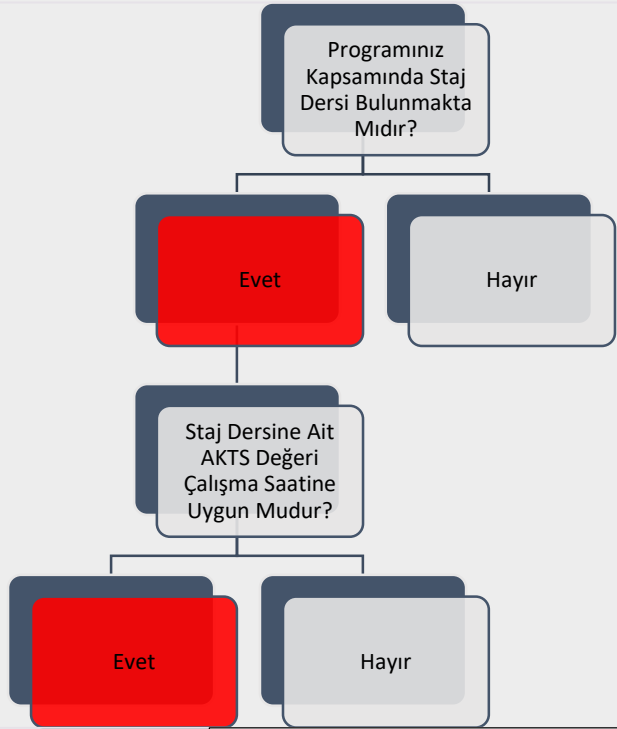 Programınız
Kapsamında Staj
Dersi Bulunmakta
Mıdır?
Evet
Hayır
Staj Dersine Ait
AKTS Değeri
Çalışma Saatine
Uygun Mudur?
Evet
Hayır